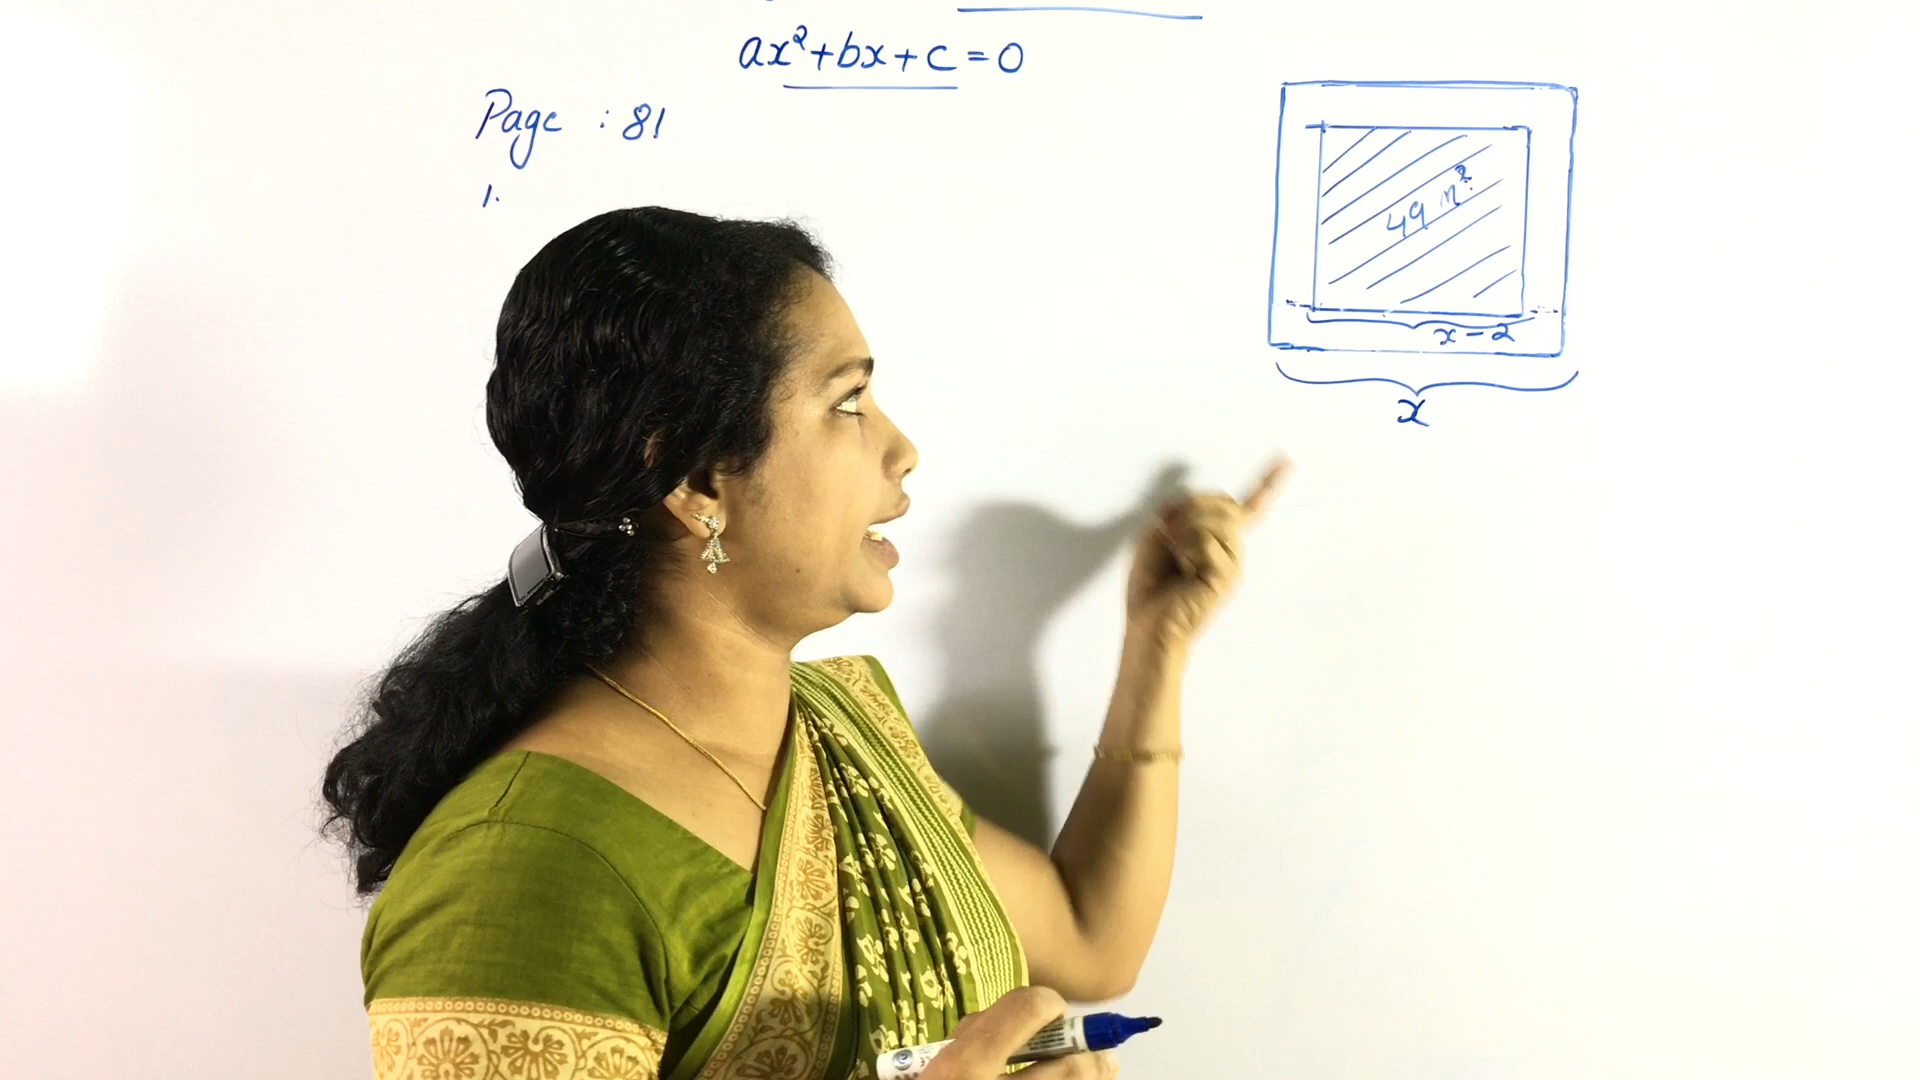 ax²+bx+c=0
Page : 81
1.
49 m²
x-2
x